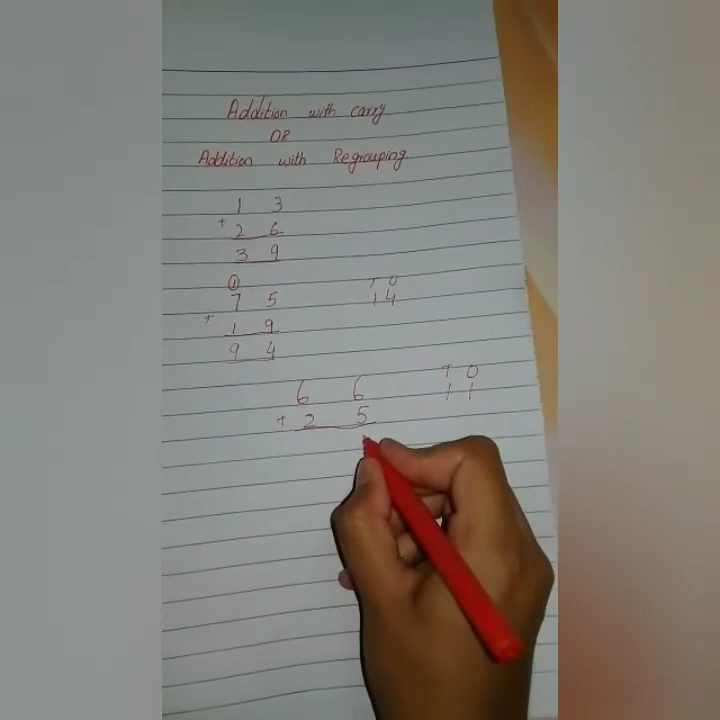 Addition with carry
OR
Addition with Regrouping.
1 3
+ 2 6
3 9
1
7 5
+ 1 9
9 4
T O
1 4
6 6
+ 2 5
T O
1 1